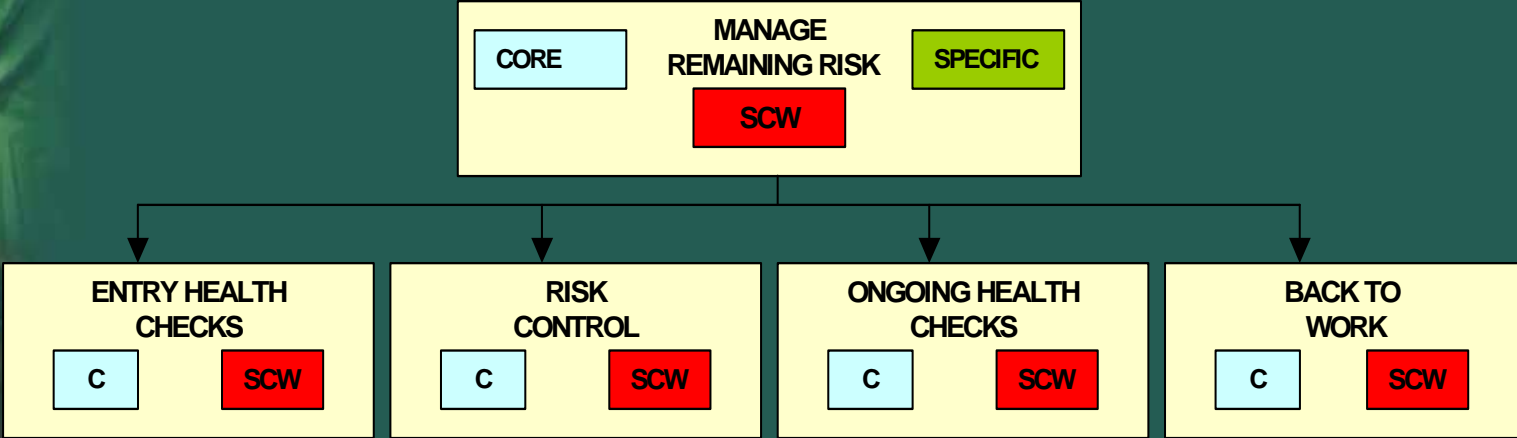 MANAGE
REMAINING RISK
CORE
SPECIFIC
SCW
ENTRY HEALTH
CHECKS
C
SCW
RISK
CONTROL
C
SCW
ONGOING HEALTH
CHECKS
C
SCW
BACK TO
WORK
C
SCW